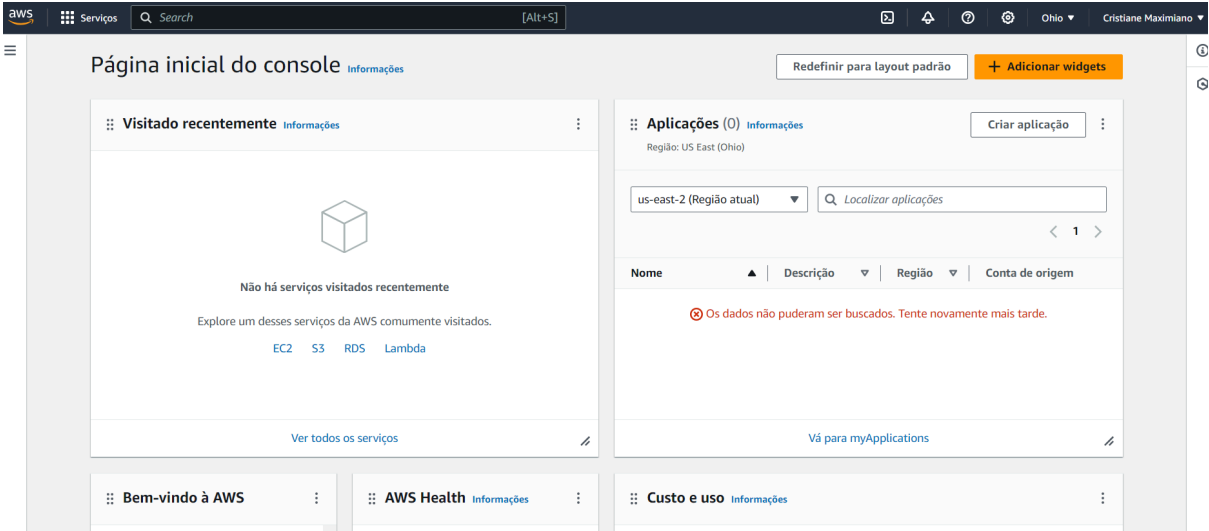 aws
Serviços
Search
[Alt+S]
Ohio ▼
Cristiane Maximiano ▼
Página inicial do console Informações
Redefinir para layout padrão
+ Adicionar widgets
Visitado recentemente Informações
Não há serviços visitados recentemente
Explore um desses serviços da AWS comumente visitados.
EC2 S3 RDS Lambda
Ver todos os serviços
Aplicações (0) Informações
Criar aplicação
Região: US East (Ohio)
us-east-2 (Região atual)
Localizar aplicações
< 1 >
Nome Descrição Região Conta de origem
Os dados não puderam ser buscados. Tente novamente mais tarde.
Vá para myApplications
Bem-vindo à AWS
AWS Health Informações
Custo e uso Informações